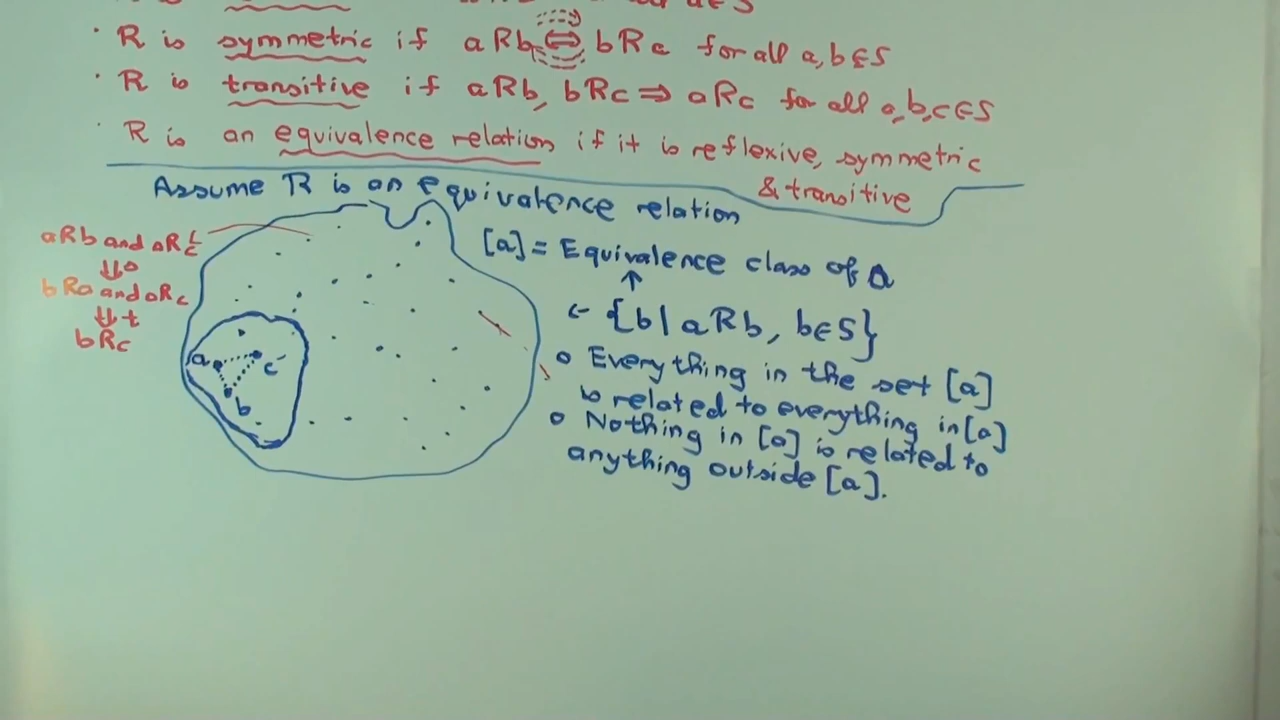 a∈S
· R is symmetric if aRb ⇔ bRa for all a,b∈S
· R is transitive if aRb, bRc ⇒ aRc for all a,b,c∈S
· R is an equivalence relation if it is reflexive, symmetric
& transitive
Assume R is an equivalence relation
aRb and aRc
⇓ s
bRa and aRc
⇓ t
bRc
a
c
b
[a] = Equivalence class of a
↑
← {b | aRb, b∈S}
o Everything in the set [a]
is related to everything in [a]
o Nothing in [a] is related to
anything outside [a].